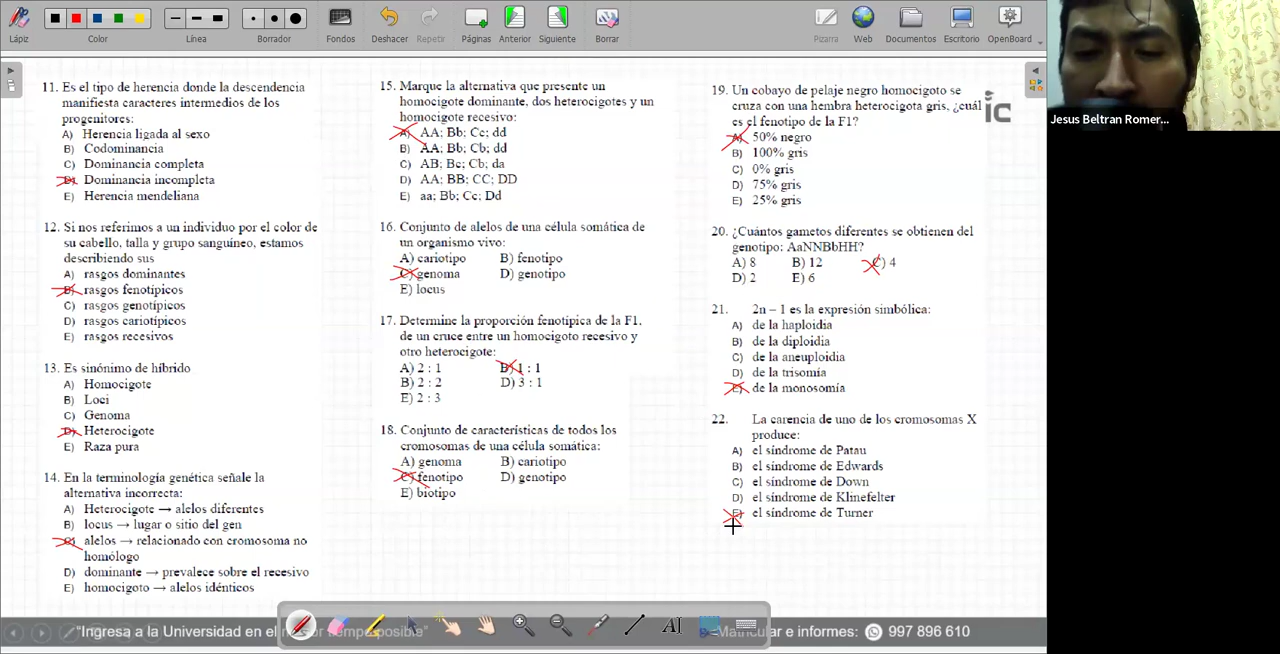 Lápiz
Color
Línea
Borrador
Fondos
Deshacer
Repetir
Páginas
Anterior
Siguiente
Borrar
Pizarra
Web
Documentos
Escritorio
OpenBoard
11. Es el tipo de herencia donde la descendencia
manifiesta caracteres intermedios de los
progenitores:
A) Herencia ligada al sexo
B) Codominancia
C) Dominancia completa
D) Dominancia incompleta
E) Herencia mendeliana
12. Si nos referimos a un individuo por el color de
su cabello, talla y grupo sanguíneo, estamos
describiendo sus
A) rasgos dominantes
B) rasgos fenotípicos
C) rasgos genotípicos
D) rasgos cariotípicos
E) rasgos recesivos
13. Es sinónimo de híbrido
A) Homocigote
B) Loci
C) Genoma
D) Heterocigote
E) Raza pura
14. En la terminología genética señale la
alternativa incorrecta:
A) Heterocigote → alelos diferentes
B) locus → lugar o sitio del gen
C) alelos → relacionado con cromosoma no
homólogo
D) dominante → prevalece sobre el recesivo
E) homocigoto → alelos idénticos
15. Marque la alternativa que presente un
homocigote dominante, dos heterocigotes y un
homocigote recesivo:
A) AA; Bb; Cc; dd
B) AA; Bb; Cb; dd
C) AB; Bc; Cb; da
D) AA; BB; CC; DD
E) aa; Bb; Cc; Dd
16. Conjunto de alelos de una célula somática de
un organismo vivo:
A) cariotipo B) fenotipo
C) genoma D) genotipo
E) locus
17. Determine la proporción fenotípica de la F1,
de un cruce entre un homocigoto recesivo y
otro heterocigote:
A) 2 : 1 B) 1 : 1
B) 2 : 2 D) 3 : 1
E) 2 : 3
18. Conjunto de características de todos los
cromosomas de una célula somática:
A) genoma B) cariotipo
C) fenotipo D) genotipo
E) biotipo
19. Un cobayo de pelaje negro homocigoto se
cruza con una hembra heterocigota gris, ¿cuál
es el fenotipo de la F1?
A) 50% negro
B) 100% gris
C) 0% gris
D) 75% gris
E) 25% gris
20. ¿Cuántos gametos diferentes se obtienen del
genotipo: AaNNBbHH?
A) 8 B) 12 C) 4
D) 2 E) 6
21. 2n – 1 es la expresión simbólica:
A) de la haploidia
B) de la diploidia
C) de la aneuploidia
D) de la trisomía
E) de la monosomía
22. La carencia de uno de los cromosomas X
produce:
A) el síndrome de Patau
B) el síndrome de Edwards
C) el síndrome de Down
D) el síndrome de Klinefelter
E) el síndrome de Turner
ic
Jesus Beltran Romer...
"Ingresa a la Universidad en el posible"
Matricular e informes: 997 896 610